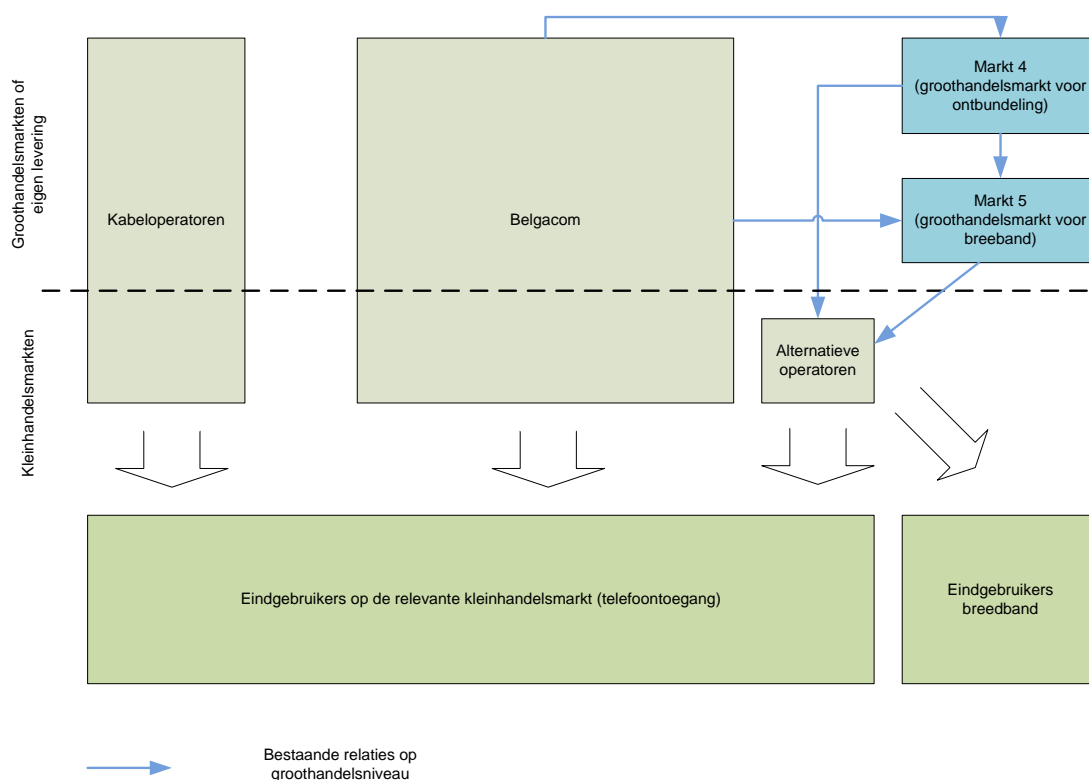 Groothandelsmarkten of
eigen levering
Kleinhandelsmarkten
Kabeloperatoren
Belgacom
Markt 4
(groothandelsmarkt voor
ontbundeling)
Markt 5
(groothandelsmarkt voor
breeband)
Alternatieve
operatoren
Eindgebruikers op de relevante kleinhandelsmarkt (telefoontoegang)
Eindgebruikers
breedband
Bestaande relaties op
groothandelsniveau